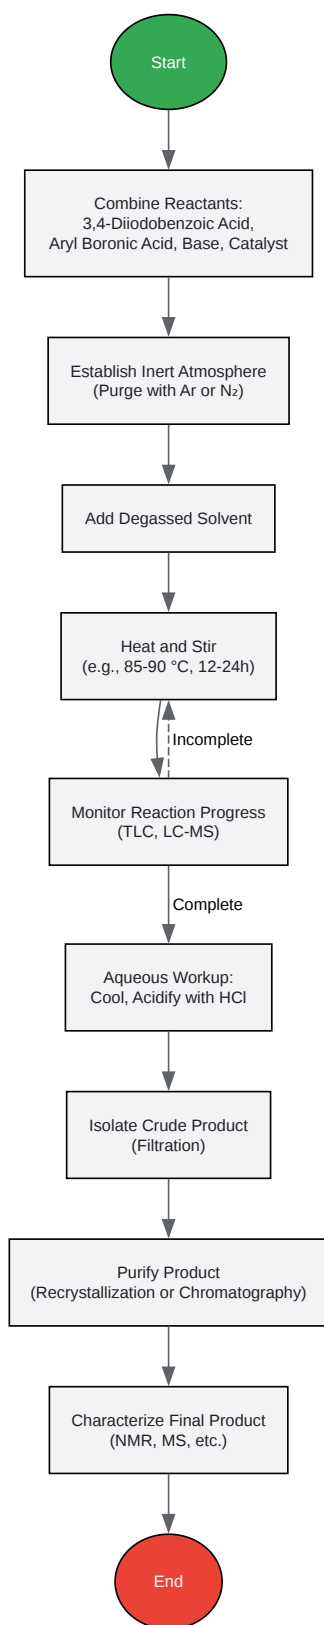 Start
Combine Reactants:
3,4-Diiodobenzoic Acid,
Aryl Boronic Acid, Base, Catalyst
Establish Inert Atmosphere
(Purge with Ar or N₂)
Add Degassed Solvent
Heat and Stir
(e.g., 85-90 °C, 12-24h)
Incomplete
Monitor Reaction Progress
(TLC, LC-MS)
Complete
Aqueous Workup:
Cool, Acidify with HCl
Isolate Crude Product
(Filtration)
Purify Product
(Recrystallization or Chromatography)
Characterize Final Product
(NMR, MS, etc.)
End